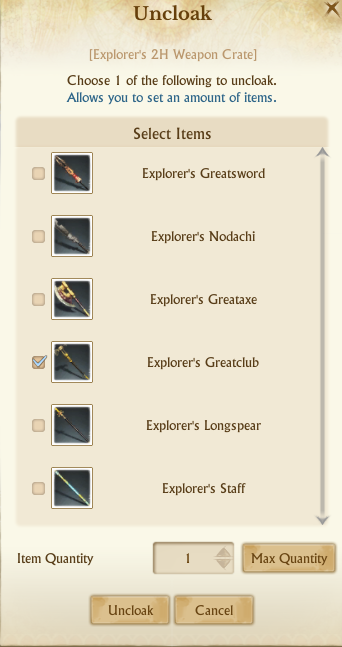 Uncloak
[Explorer's 2H Weapon Crate]
Choose 1 of the following to uncloak.
Allows you to set an amount of items.
Select Items
Explorer's Greatsword
Explorer's Nodachi
Explorer's Greataxe
Explorer's Greatclub
Explorer's Longspear
Explorer's Staff
Item Quantity 1 Max Quantity
Uncloak Cancel